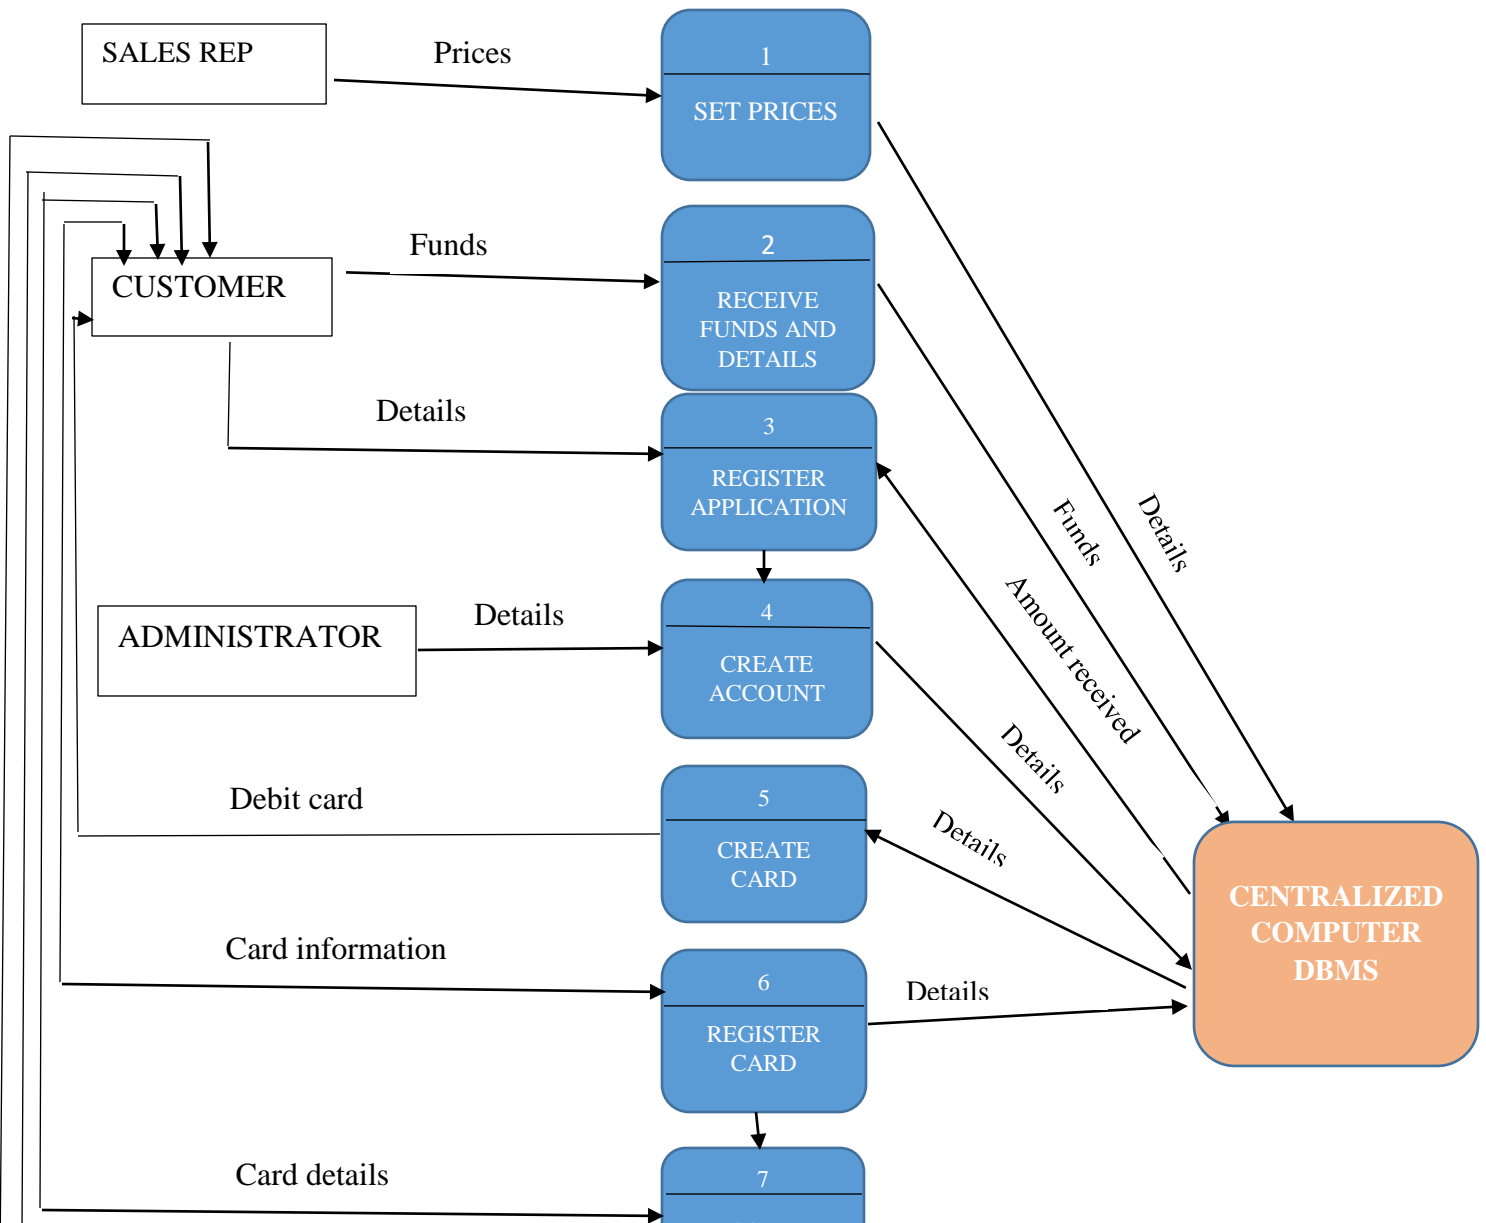 SALES REP
Prices
1
SET PRICES
CUSTOMER
Funds
2
RECEIVE
FUNDS AND
DETAILS
Details
3
REGISTER
APPLICATION
Funds
Details
Amount received
ADMINISTRATOR
Details
4
CREATE
ACCOUNT
Details
Debit card
5
CREATE
CARD
Details
CENTRALIZED
COMPUTER
DBMS
Card information
6
REGISTER
CARD
Details
Card details
7